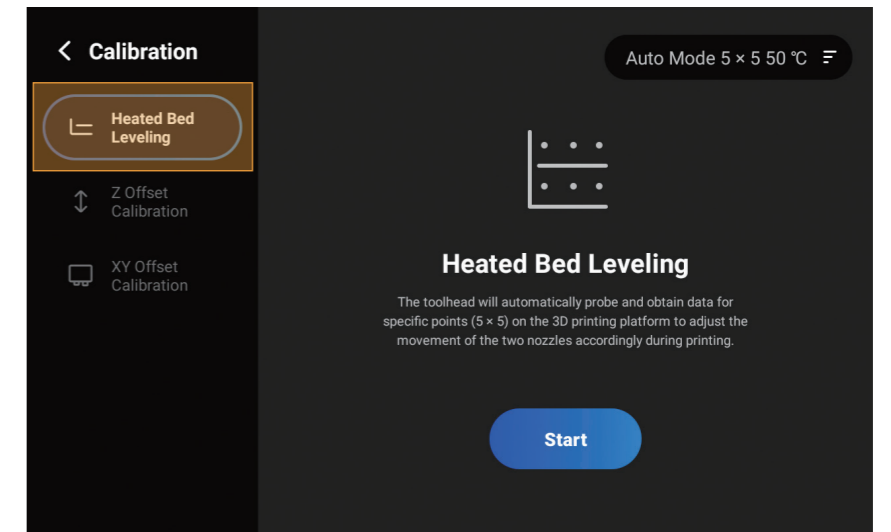 Calibration
Auto Mode 5 × 5 50 ℃
Heated Bed
Leveling
Z Offset
Calibration
XY Offset
Calibration
Heated Bed Leveling
The toolhead will automatically probe and obtain data for
specific points (5 × 5) on the 3D printing platform to adjust the
movement of the two nozzles accordingly during printing.
Start